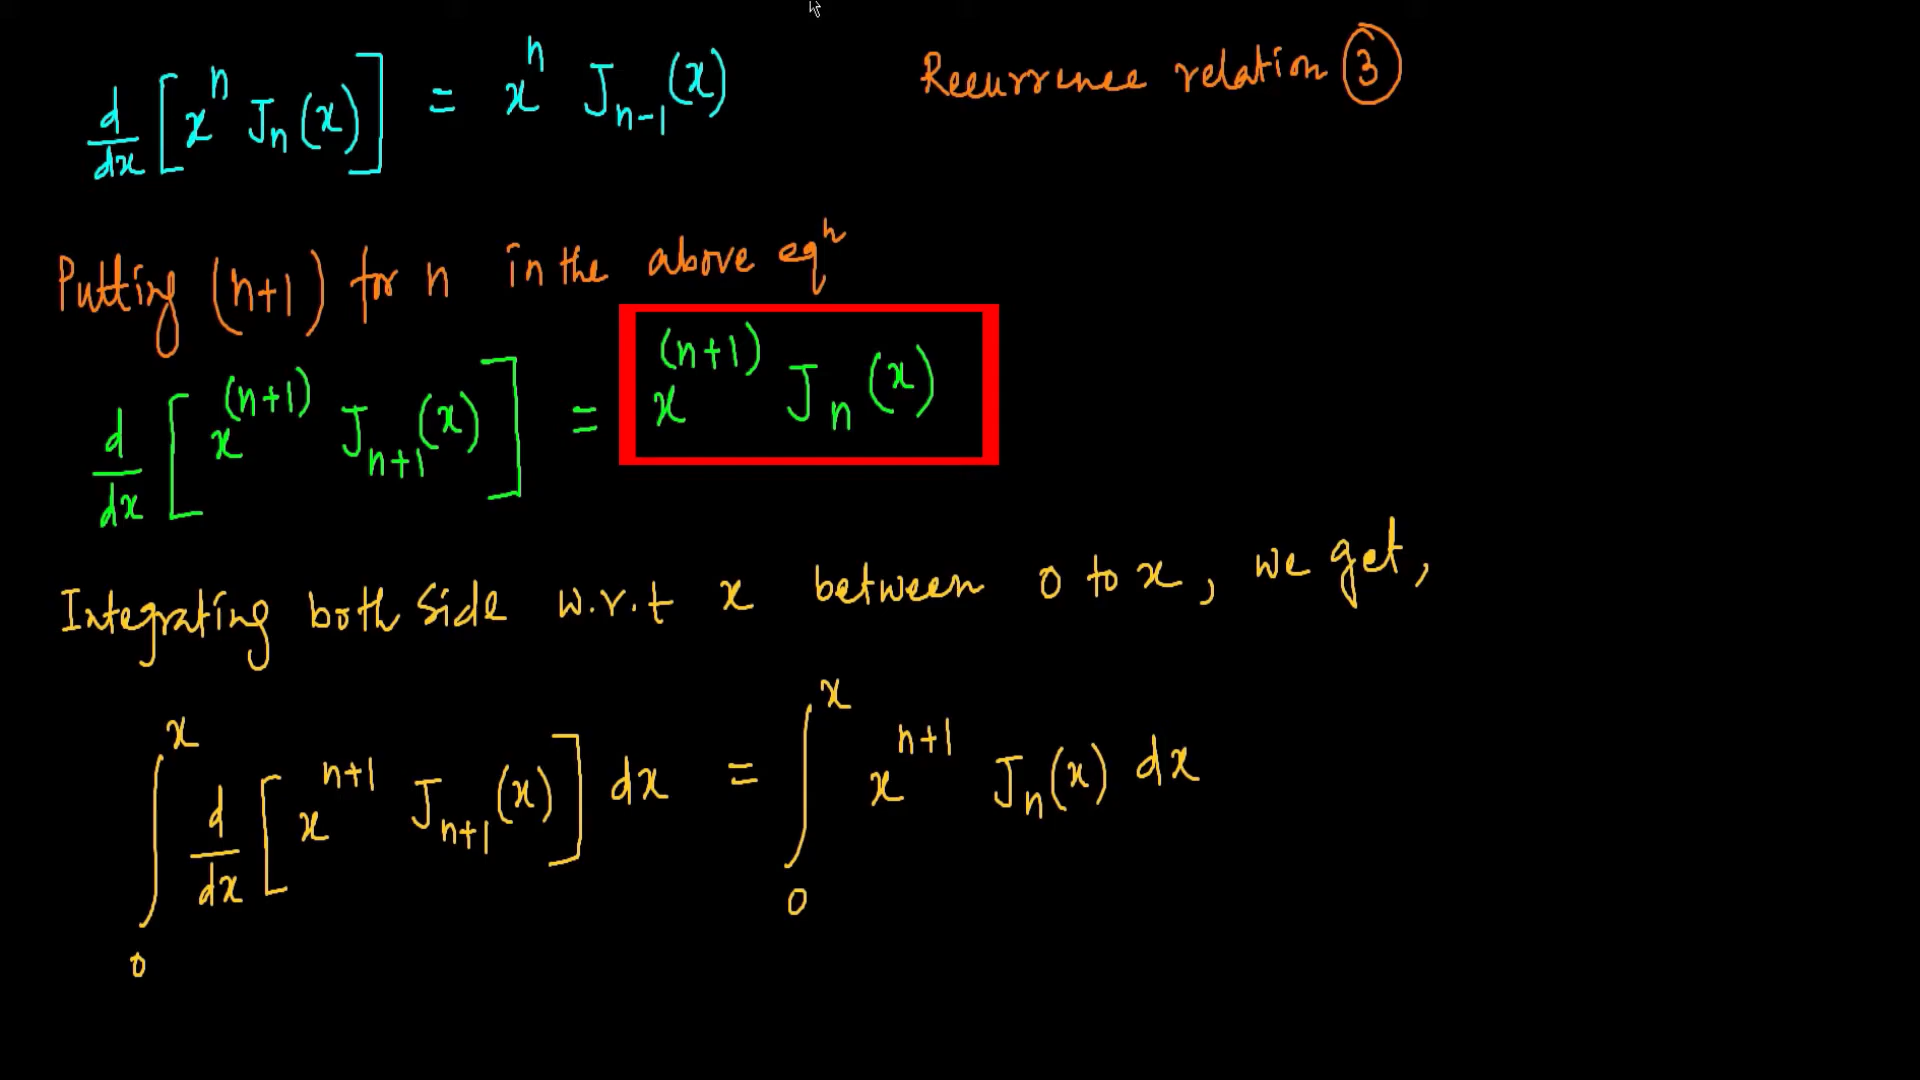 d/dx [x^n J_n(x)] = x^n J_{n-1}(x) Recurrence relation ③
Putting (n+1) for n in the above eq^n
d/dx [x^{(n+1)} J_{n+1}(x)] = x^{(n+1)} J_n(x)
Integrating both side w.r.t x between 0 to x, we get,
∫_0^x d/dx [x^{n+1} J_{n+1}(x)] dx = ∫_0^x x^{n+1} J_n(x) dx